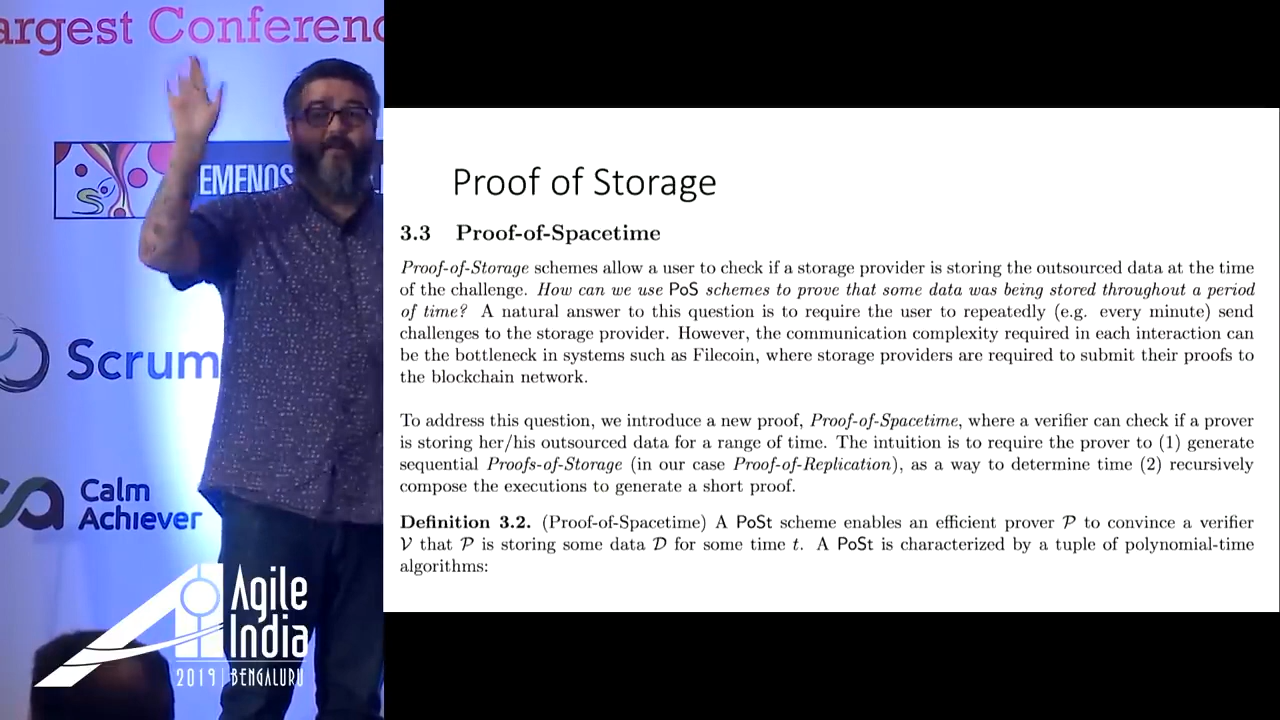 argest Conferenc
EMENOS
Scrum
Calm
Achiever
Agile
India
2019 | BENGALURU
Proof of Storage
3.3 Proof-of-Spacetime
Proof-of-Storage schemes allow a user to check if a storage provider is storing the outsourced data at the time
of the challenge. How can we use PoS schemes to prove that some data was being stored throughout a period
of time? A natural answer to this question is to require the user to repeatedly (e.g. every minute) send
challenges to the storage provider. However, the communication complexity required in each interaction can
be the bottleneck in systems such as Filecoin, where storage providers are required to submit their proofs to
the blockchain network.
To address this question, we introduce a new proof, Proof-of-Spacetime, where a verifier can check if a prover
is storing her/his outsourced data for a range of time. The intuition is to require the prover to (1) generate
sequential Proofs-of-Storage (in our case Proof-of-Replication), as a way to determine time (2) recursively
compose the executions to generate a short proof.
Definition 3.2. (Proof-of-Spacetime) A PoSt scheme enables an efficient prover P to convince a verifier
V that P is storing some data D for some time t. A PoSt is characterized by a tuple of polynomial-time
algorithms: